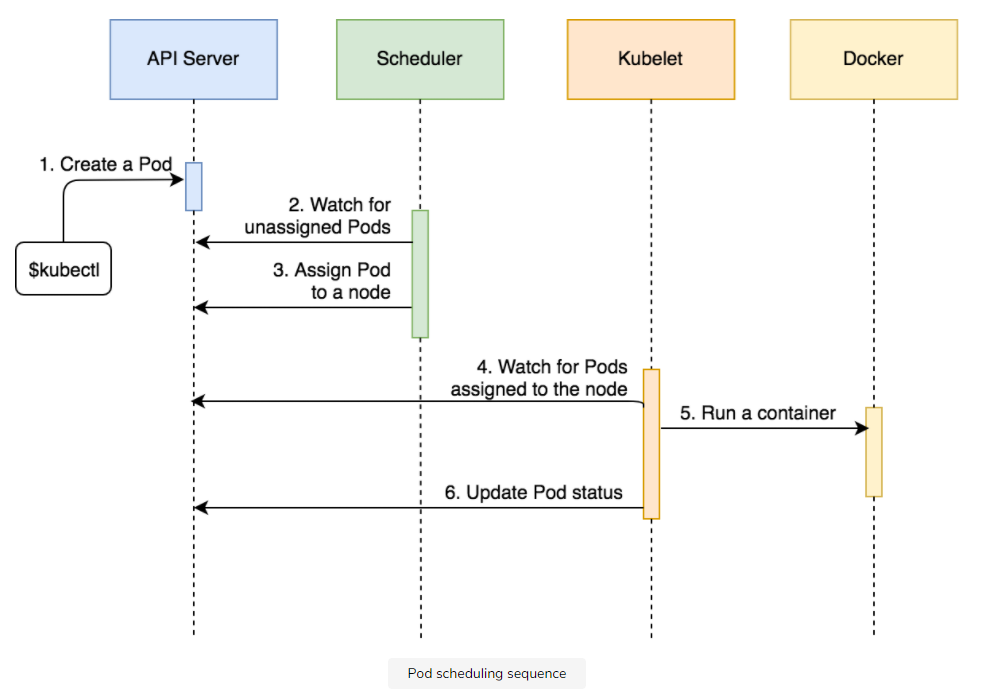 API Server
Scheduler
Kubelet
Docker
1. Create a Pod
$kubectl
2. Watch for
unassigned Pods
3. Assign Pod
to a node
4. Watch for Pods
assigned to the node
5. Run a container
6. Update Pod status
Pod scheduling sequence